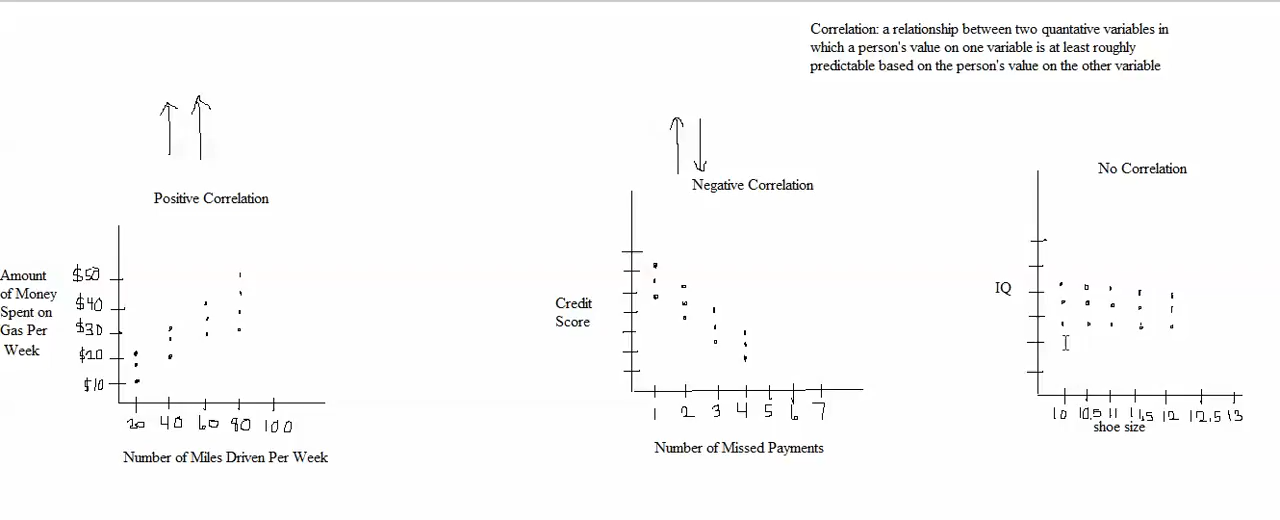 Correlation: a relationship between two quantative variables in
which a person's value on one variable is at least roughly
predictable based on the person's value on the other variable
Positive Correlation
Amount
of Money
Spent on
Gas Per
Week
$50
$40
$30
$20
$10
20 40 60 80 100
Number of Miles Driven Per Week
Negative Correlation
Credit
Score
1 2 3 4 5 6 7
Number of Missed Payments
No Correlation
IQ
10 10.5 11 11.5 12 12.5 13
shoe size